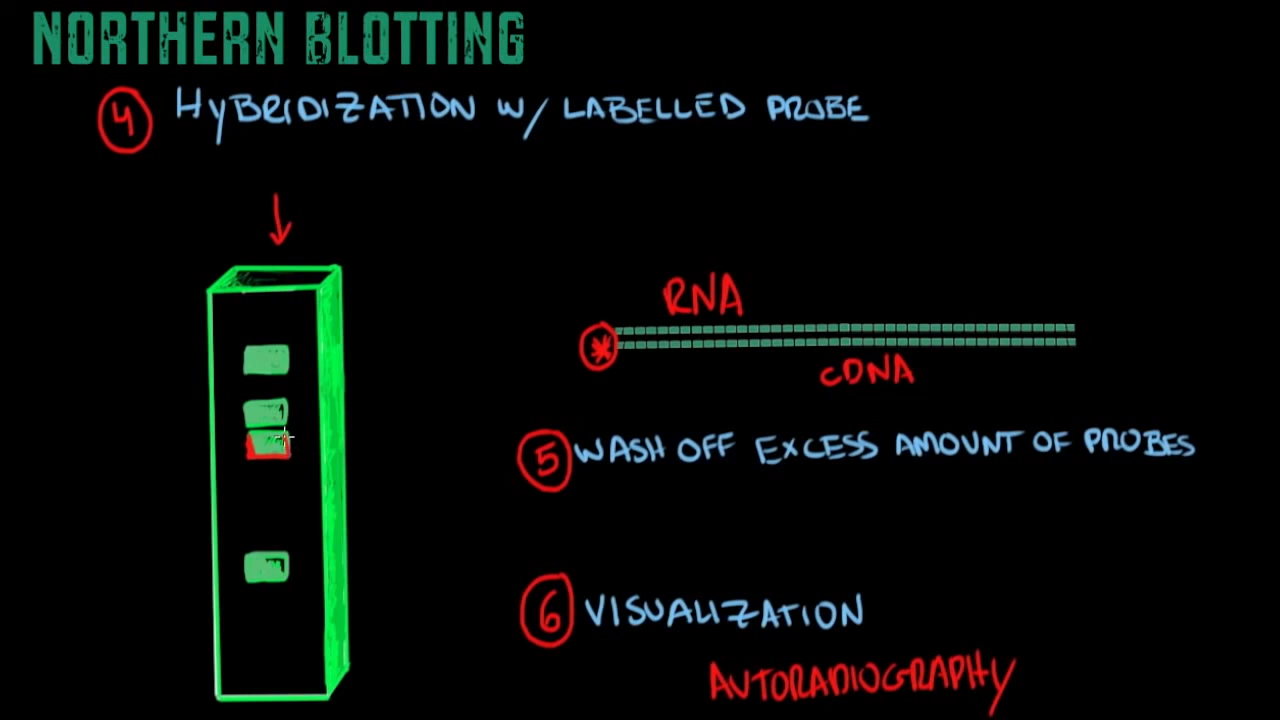 NORTHERN BLOTTING
4 HYBRIDIZATION W/ LABELLED PROBE
RNA
*
cDNA
5 WASH OFF EXCESS AMOUNT OF PROBES
6 VISUALIZATION
AUTORADIOGRAPHY